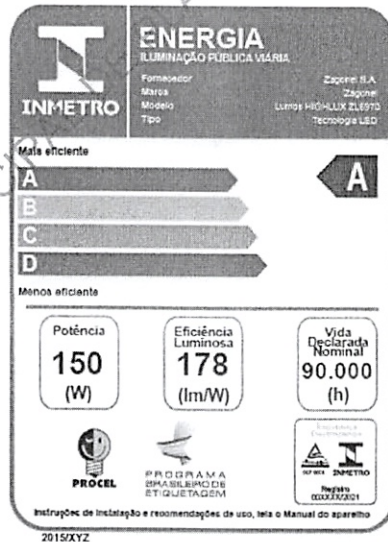 ENERGIA
ILUMINAÇÃO PÚBLICA VIÁRIA
Fornecedor Zagonel S.A
Marca Zagonel
Modelo Lumos HIGHLUX ZL6970
Tipo Tecnologia LED
INMETRO
Mais eficiente
A A
B
C
D
Menos eficiente
Potência
150
(W)
Eficiência
Luminosa
178
(lm/W)
Vida
Declarada
Nominal
90.000
(h)
PROCEL
PROGRAMA
BRASILEIRO DE
ETIQUETAGEM
INMETRO
Registro
Instruções de instalação e recomendações de uso, leia o Manual do aparelho
2015/XYZ